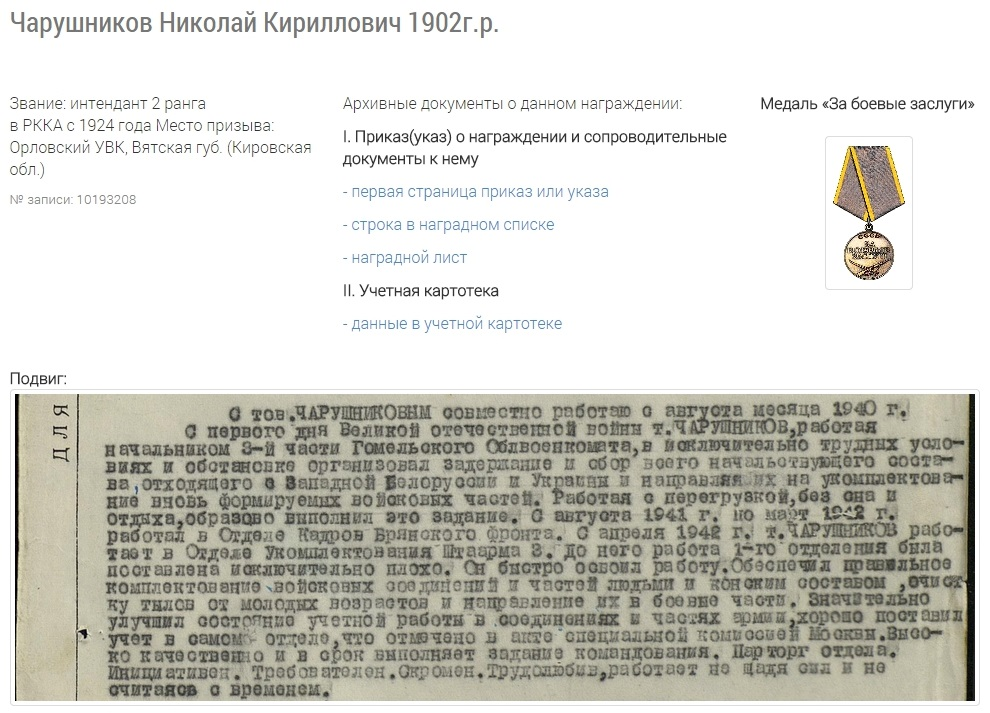 Чарушников Николай Кириллович 1902г.р.
Звание: интендант 2 ранга
в РККА с 1924 года Место призыва:
Орловский УВК, Вятская губ. (Кировская
обл.)
№ записи: 10193208
Архивные документы о данном награждении:
I. Приказ(указ) о награждении и сопроводительные
документы к нему
- первая страница приказ или указа
- строка в наградном списке
- наградной лист
II. Учетная картотека
- данные в учетной картотеке
Медаль «За боевые заслуги»
Подвиг:
ДЛЯ
С тов.ЧАРУШНИКОВЫМ совместно работаю с августа месяца 1940 г.
С первого дня Великой отечественной войны т.ЧАРУШНИКОВ,работая
начальником 3-й части Гомельского Облвоенкомата,в исключительно трудных усло-
виях и обстановке организовал задержание и сбор всего начальствующего соста-
ва,отходящего с Западной Белоруссии и Украины и направляя их на укомплектова-
ние вновь формируемых войсковых частей. Работая с перегрузкой,без сна и
отдыха,образово выполнил это задание. С августа 1941 г. по март 1942 г.
работал в Отделе Кадров Брянского фронта. С апреля 1942 г. т.ЧАРУШНИКОВ рабо-
тает в Отделе Укомплектования Штаарма 3. До него работа 1-го отделения была
поставлена исключительно плохо. Он быстро освоил работу.Обеспечил правильное
комплектование войсковых соединений и частей людьми и конским составом ,очист-
ку тылов от молодых возрастов и направление их в боевые части. Значительно
улучшил состояние учетной работы в соединениях и частях армии,хорошо поставил
учет в самом отделе,что отмечено в акте специальной комиссией Москвы.Высо-
ко качественно и в срок выполняет задание командования. Парторг отдела.
Инициативен. Требователен.Скромен.Трудолюбив,работает не щадя сил и не
считаясь с временем.